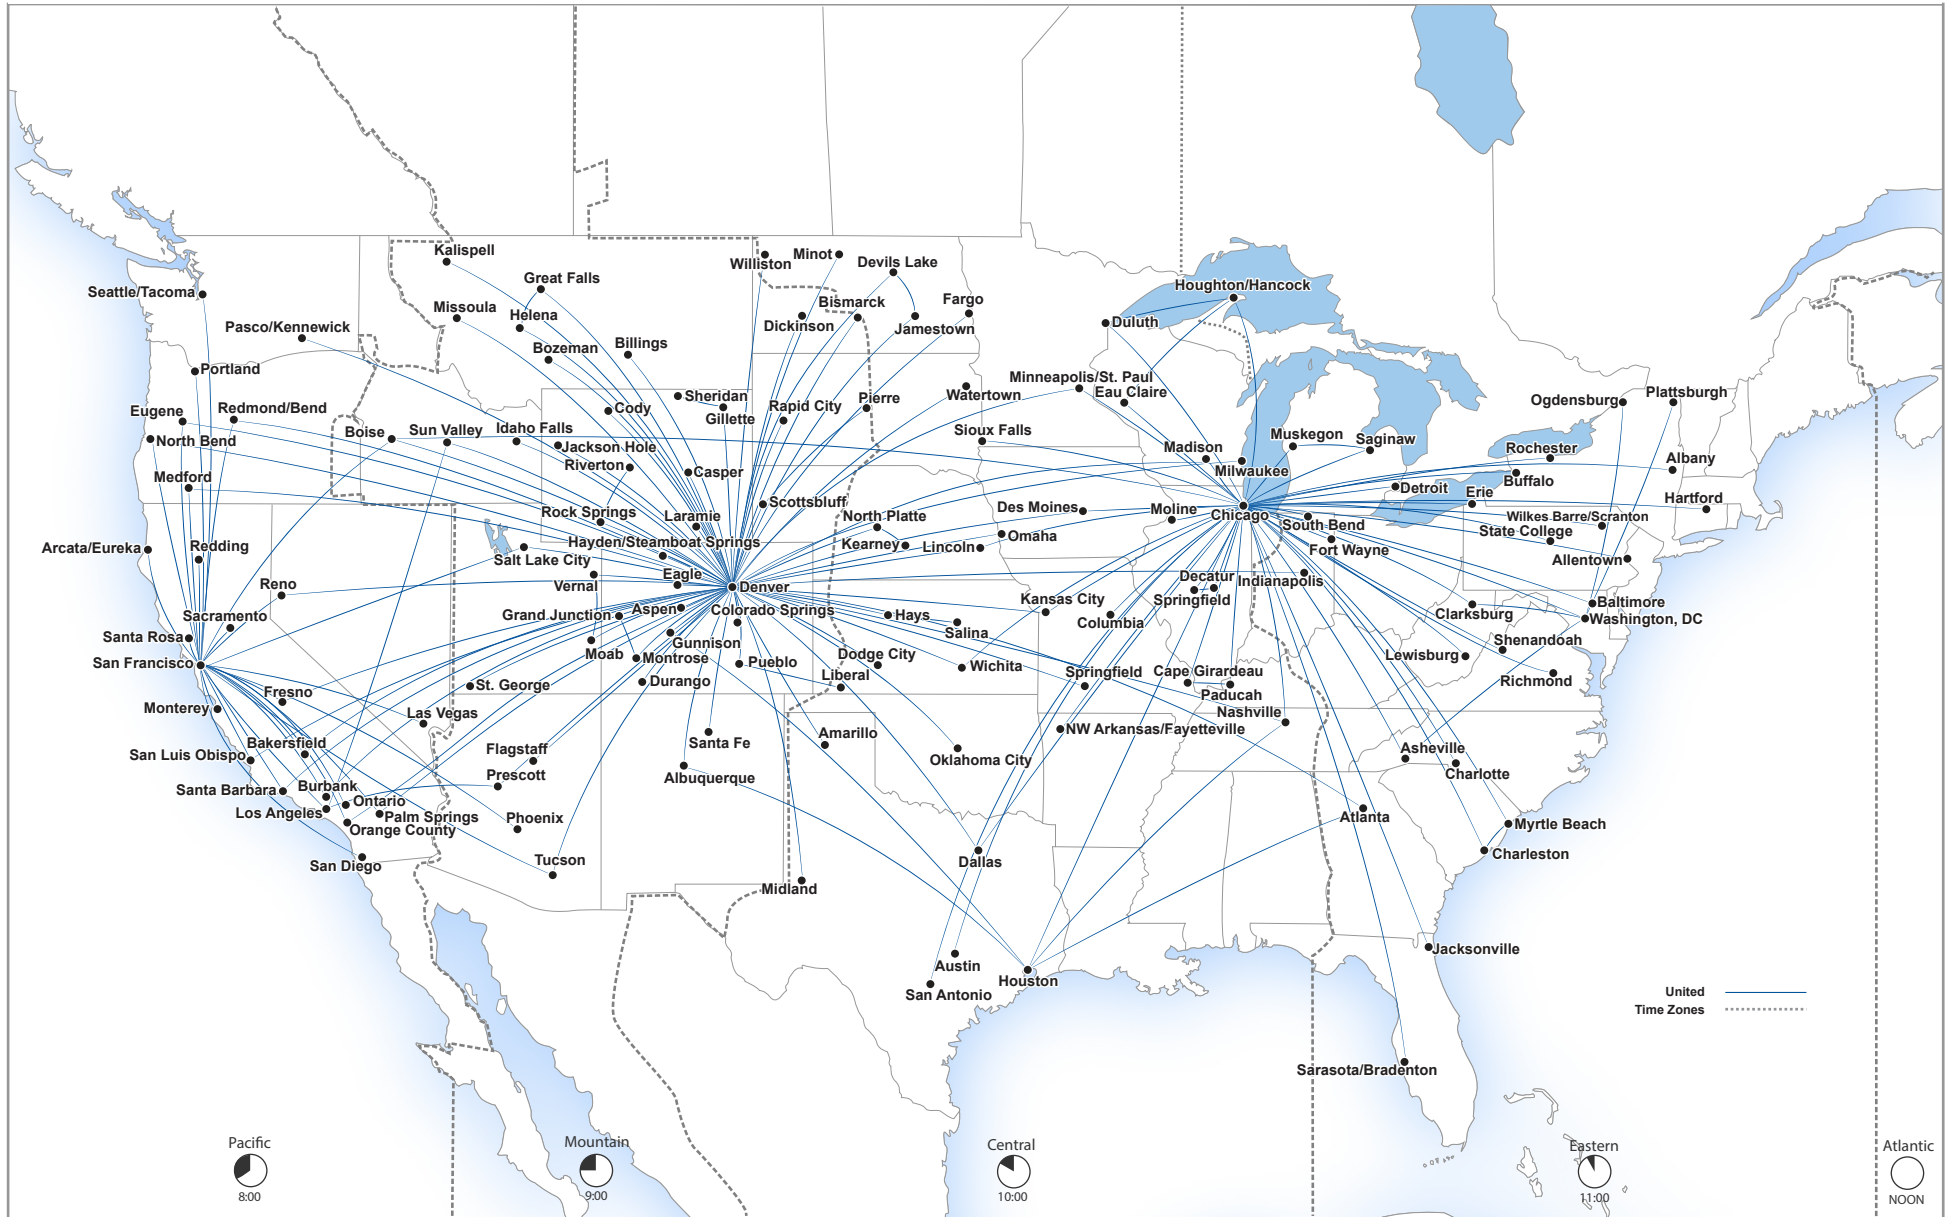 Kalispell
Williston
Minot
Devils Lake
Great Falls
Houghton/Hancock
Seattle/Tacoma
Missoula
Helena
Bismarck
Fargo
Dickinson
Jamestown
Duluth
Pasco/Kennewick
Bozeman
Billings
Portland
Minneapolis/St. Paul
Eau Claire
Sheridan
Gillette
Rapid City
Pierre
Watertown
Ogdensburg
Plattsburgh
Eugene
Redmond/Bend
Cody
North Bend
Boise
Sun Valley
Idaho Falls
Jackson Hole
Sioux Falls
Madison
Muskegon
Saginaw
Rochester
Albany
Riverton
Casper
Milwaukee
Medford
Buffalo
Detroit
Erie
Hartford
Scottsbluff
Rock Springs
Laramie
North Platte
Des Moines
Moline
Chicago
South Bend
Wilkes Barre/Scranton
State College
Arcata/Eureka
Redding
Hayden/Steamboat Springs
Kearney
Lincoln
Omaha
Fort Wayne
Allentown
Salt Lake City
Reno
Vernal
Eagle
Denver
Decatur
Indianapolis
Springfield
Sacramento
Grand Junction
Aspen
Colorado Springs
Hays
Kansas City
Columbia
Clarksburg
Baltimore
Washington, DC
Santa Rosa
Salina
Gunnison
Shenandoah
San Francisco
Moab
Montrose
Pueblo
Dodge City
Wichita
Lewisburg
Fresno
St. George
Durango
Liberal
Springfield
Cape Girardeau
Paducah
Richmond
Monterey
Las Vegas
Nashville
NW Arkansas/Fayetteville
Bakersfield
San Luis Obispo
Flagstaff
Santa Fe
Amarillo
Oklahoma City
Asheville
Charlotte
Prescott
Albuquerque
Santa Barbara
Burbank
Ontario
Los Angeles
Palm Springs
Orange County
Phoenix
Atlanta
Myrtle Beach
San Diego
Tucson
Dallas
Charleston
Midland
Jacksonville
Austin
Houston
San Antonio
United
Time Zones
Sarasota/Bradenton
Pacific
8:00
Mountain
9:00
Central
10:00
Eastern
11:00
Atlantic
NOON